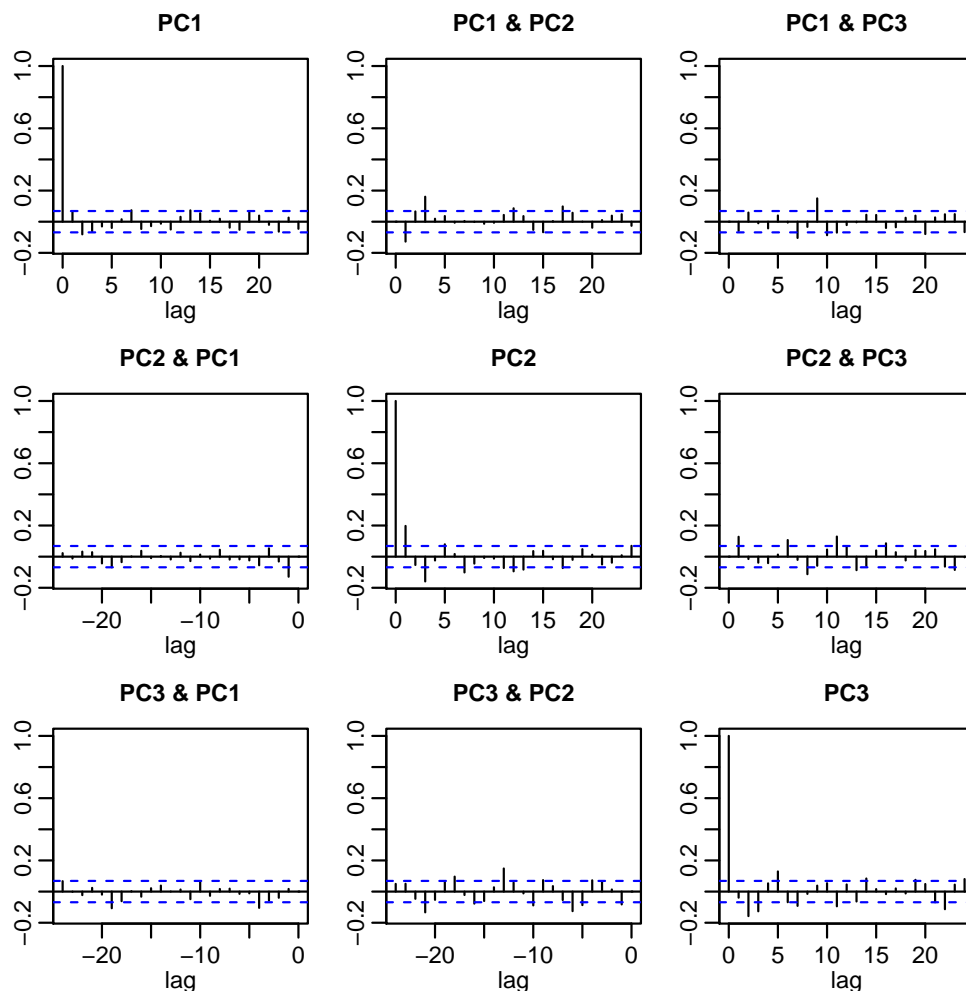 PC1 PC1 & PC2 PC1 & PC3
−0.2 0.2 0.6 1.0 −0.2 0.2 0.6 1.0 −0.2 0.2 0.6 1.0
0 5 10 15 20 0 5 10 15 20 0 5 10 15 20
lag lag lag
PC2 & PC1 PC2 PC2 & PC3
−0.2 0.2 0.6 1.0 −0.2 0.2 0.6 1.0 −0.2 0.2 0.6 1.0
−20 −10 0 0 5 10 15 20 0 5 10 15 20
lag lag lag
PC3 & PC1 PC3 & PC2 PC3
−0.2 0.2 0.6 1.0 −0.2 0.2 0.6 1.0 −0.2 0.2 0.6 1.0
−20 −10 0 −20 −10 0 0 5 10 15 20
lag lag lag